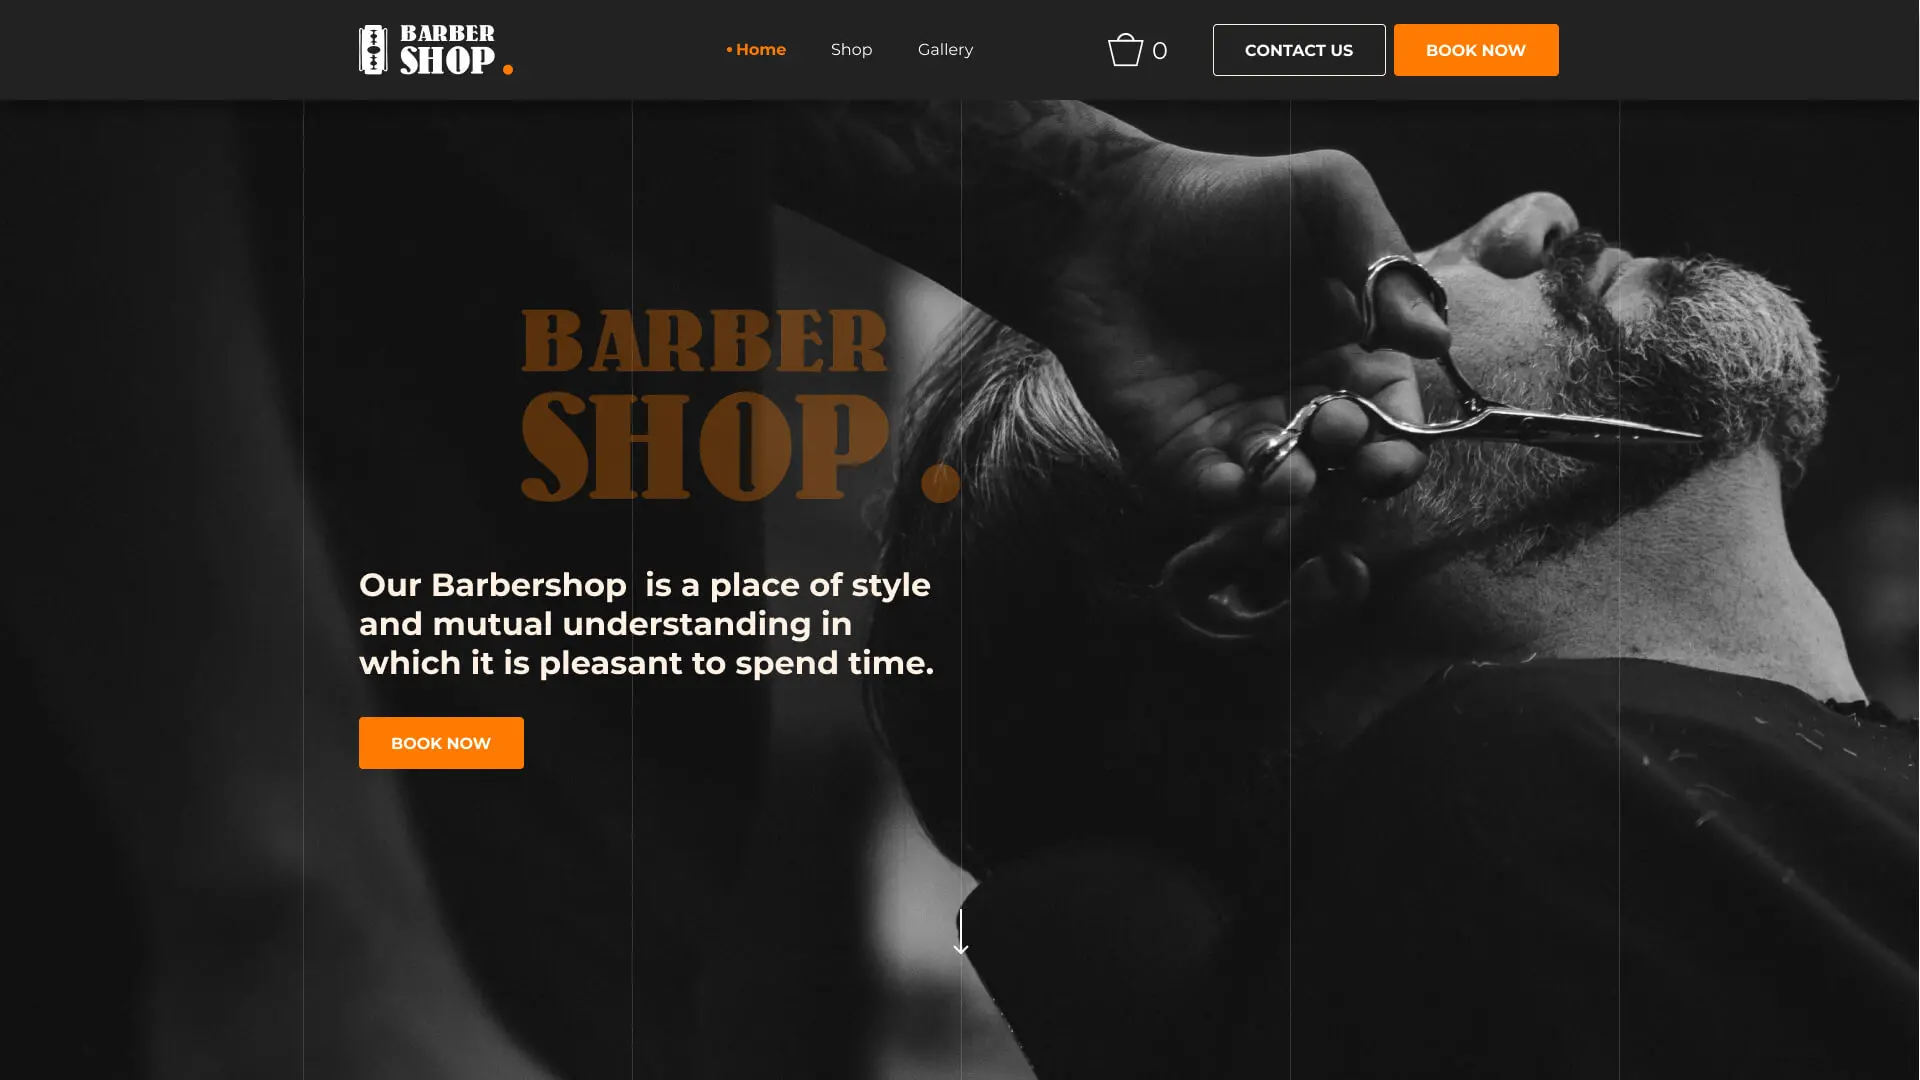 BARBER
SHOP.
Home
Shop
Gallery
0
CONTACT US
BOOK NOW
BARBER
SHOP.
Our Barbershop is a place of style
and mutual understanding in
which it is pleasant to spend time.
BOOK NOW